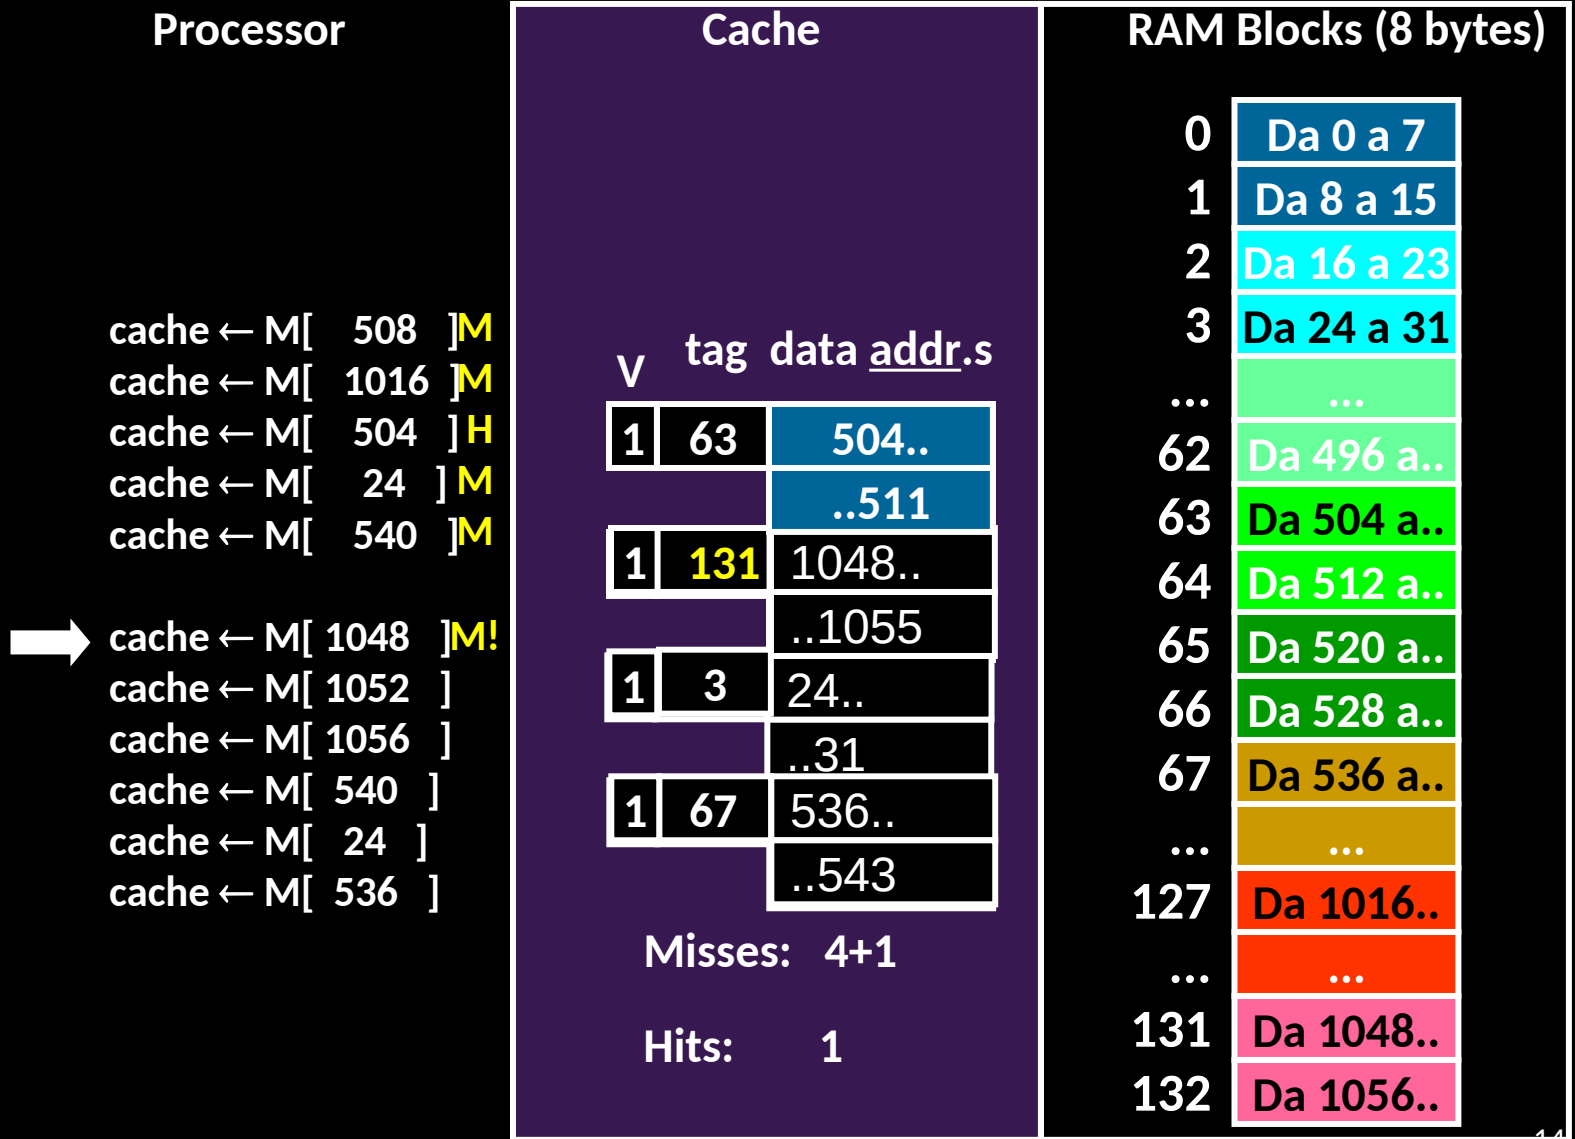 Processor
cache ← M[ 508 ] M
cache ← M[ 1016 ] M
cache ← M[ 504 ] H
cache ← M[ 24 ] M
cache ← M[ 540 ] M
cache ← M[ 1048 ] M!
cache ← M[ 1052 ]
cache ← M[ 1056 ]
cache ← M[ 540 ]
cache ← M[ 24 ]
cache ← M[ 536 ]
Cache
V tag data addr.s
1 63 504..
..511
1 131 1048..
..1055
1 3 24..
..31
1 67 536..
..543
Misses: 4+1
Hits: 1
RAM Blocks (8 bytes)
0 Da 0 a 7
1 Da 8 a 15
2 Da 16 a 23
3 Da 24 a 31
... ...
62 Da 496 a..
63 Da 504 a..
64 Da 512 a..
65 Da 520 a..
66 Da 528 a..
67 Da 536 a..
... ...
127 Da 1016..
... ...
131 Da 1048..
132 Da 1056..